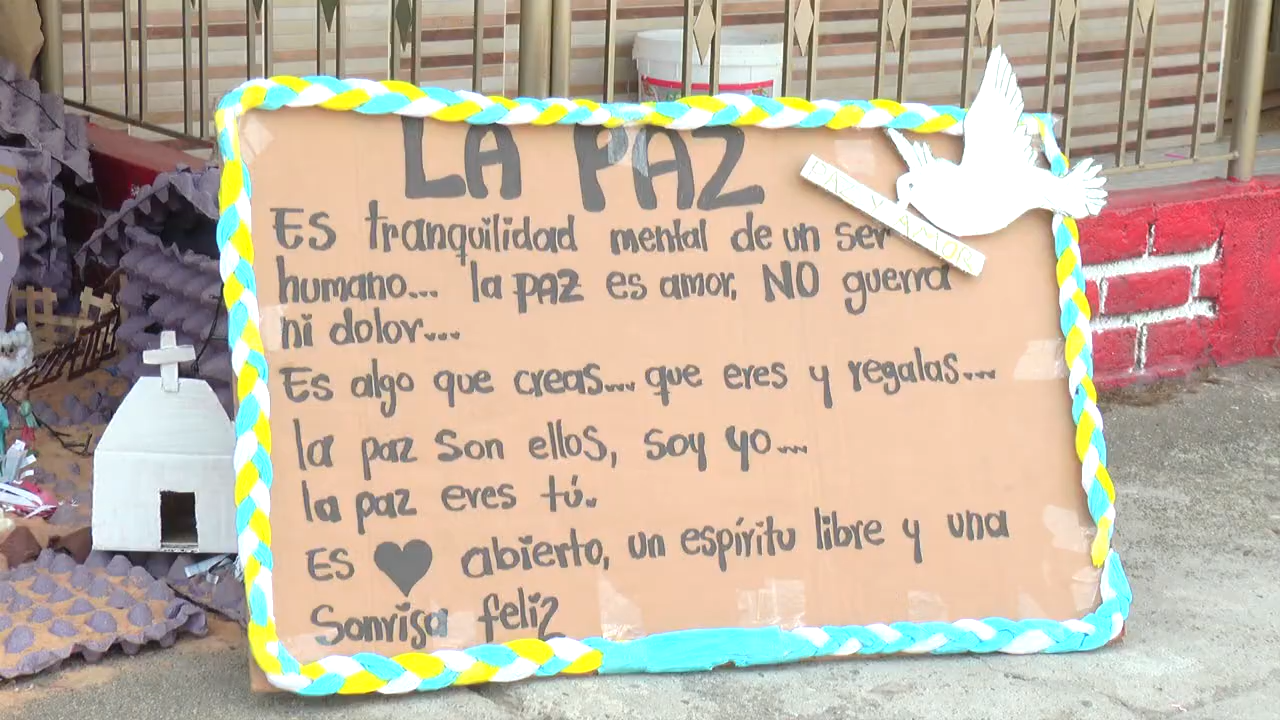 LA PAZ
PAZ Y AMOR
Es tranquilidad mental de un ser
humano... la paz es amor, NO guerra
ni dolor...
Es algo que creas... que eres y regalas...
la paz son ellos, soy yo...
la paz eres tú.
Es ♥ abierto, un espíritu libre y una
Sonrisa feliz